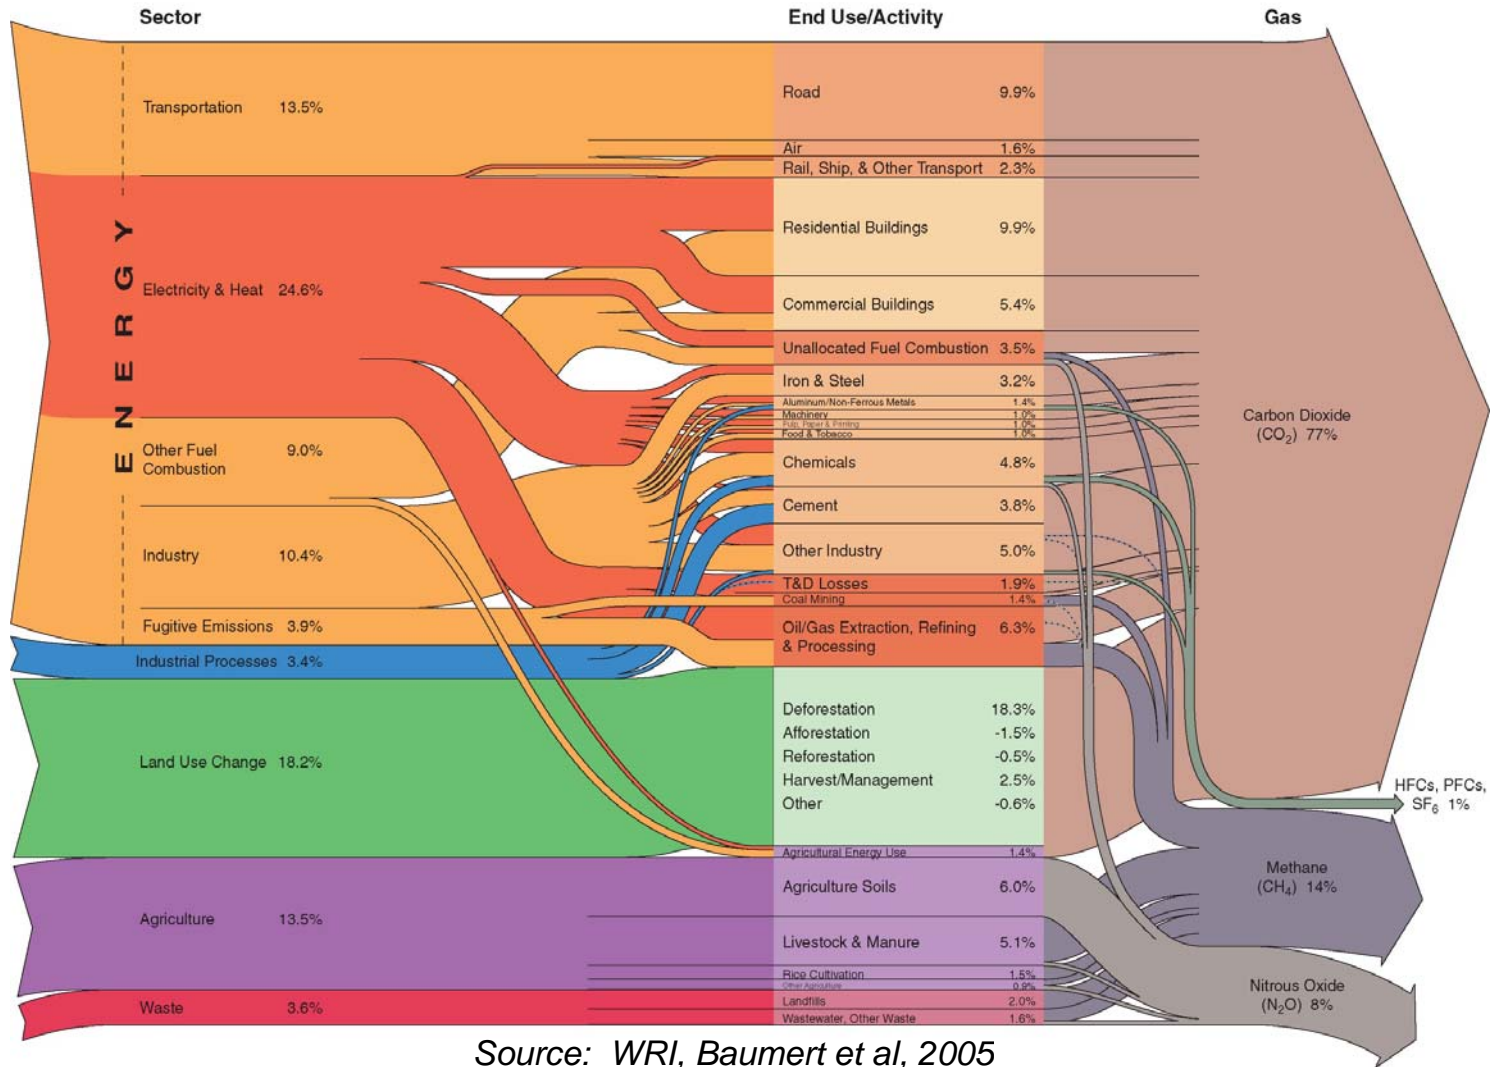 Sector
End Use/Activity
Gas
ENERGY
Transportation 13.5%
Electricity & Heat 24.6%
Other Fuel 9.0%
Combustion
Industry 10.4%
Fugitive Emissions 3.9%
Industrial Processes 3.4%
Land Use Change 18.2%
Agriculture 13.5%
Waste 3.6%
Road 9.9%
Air 1.6%
Rail, Ship, & Other Transport 2.3%
Residential Buildings 9.9%
Commercial Buildings 5.4%
Unallocated Fuel Combustion 3.5%
Iron & Steel 3.2%
Aluminum/Non-Ferrous Metals 1.4%
Machinery 1.0%
Pulp, Paper & Printing 1.0%
Food & Tobacco 1.0%
Chemicals 4.8%
Cement 3.8%
Other Industry 5.0%
T&D Losses 1.9%
Coal Mining 1.4%
Oil/Gas Extraction, Refining 6.3%
& Processing
Deforestation 18.3%
Afforestation -1.5%
Reforestation -0.5%
Harvest/Management 2.5%
Other -0.6%
Agricultural Energy Use 1.4%
Agriculture Soils 6.0%
Livestock & Manure 5.1%
Rice Cultivation 1.5%
Other Agriculture 0.9%
Landfills 2.0%
Wastewater, Other Waste 1.6%
Carbon Dioxide
(CO₂) 77%
HFCs, PFCs,
SF₆ 1%
Methane
(CH₄) 14%
Nitrous Oxide
(N₂O) 8%
Source: WRI, Baumert et al, 2005